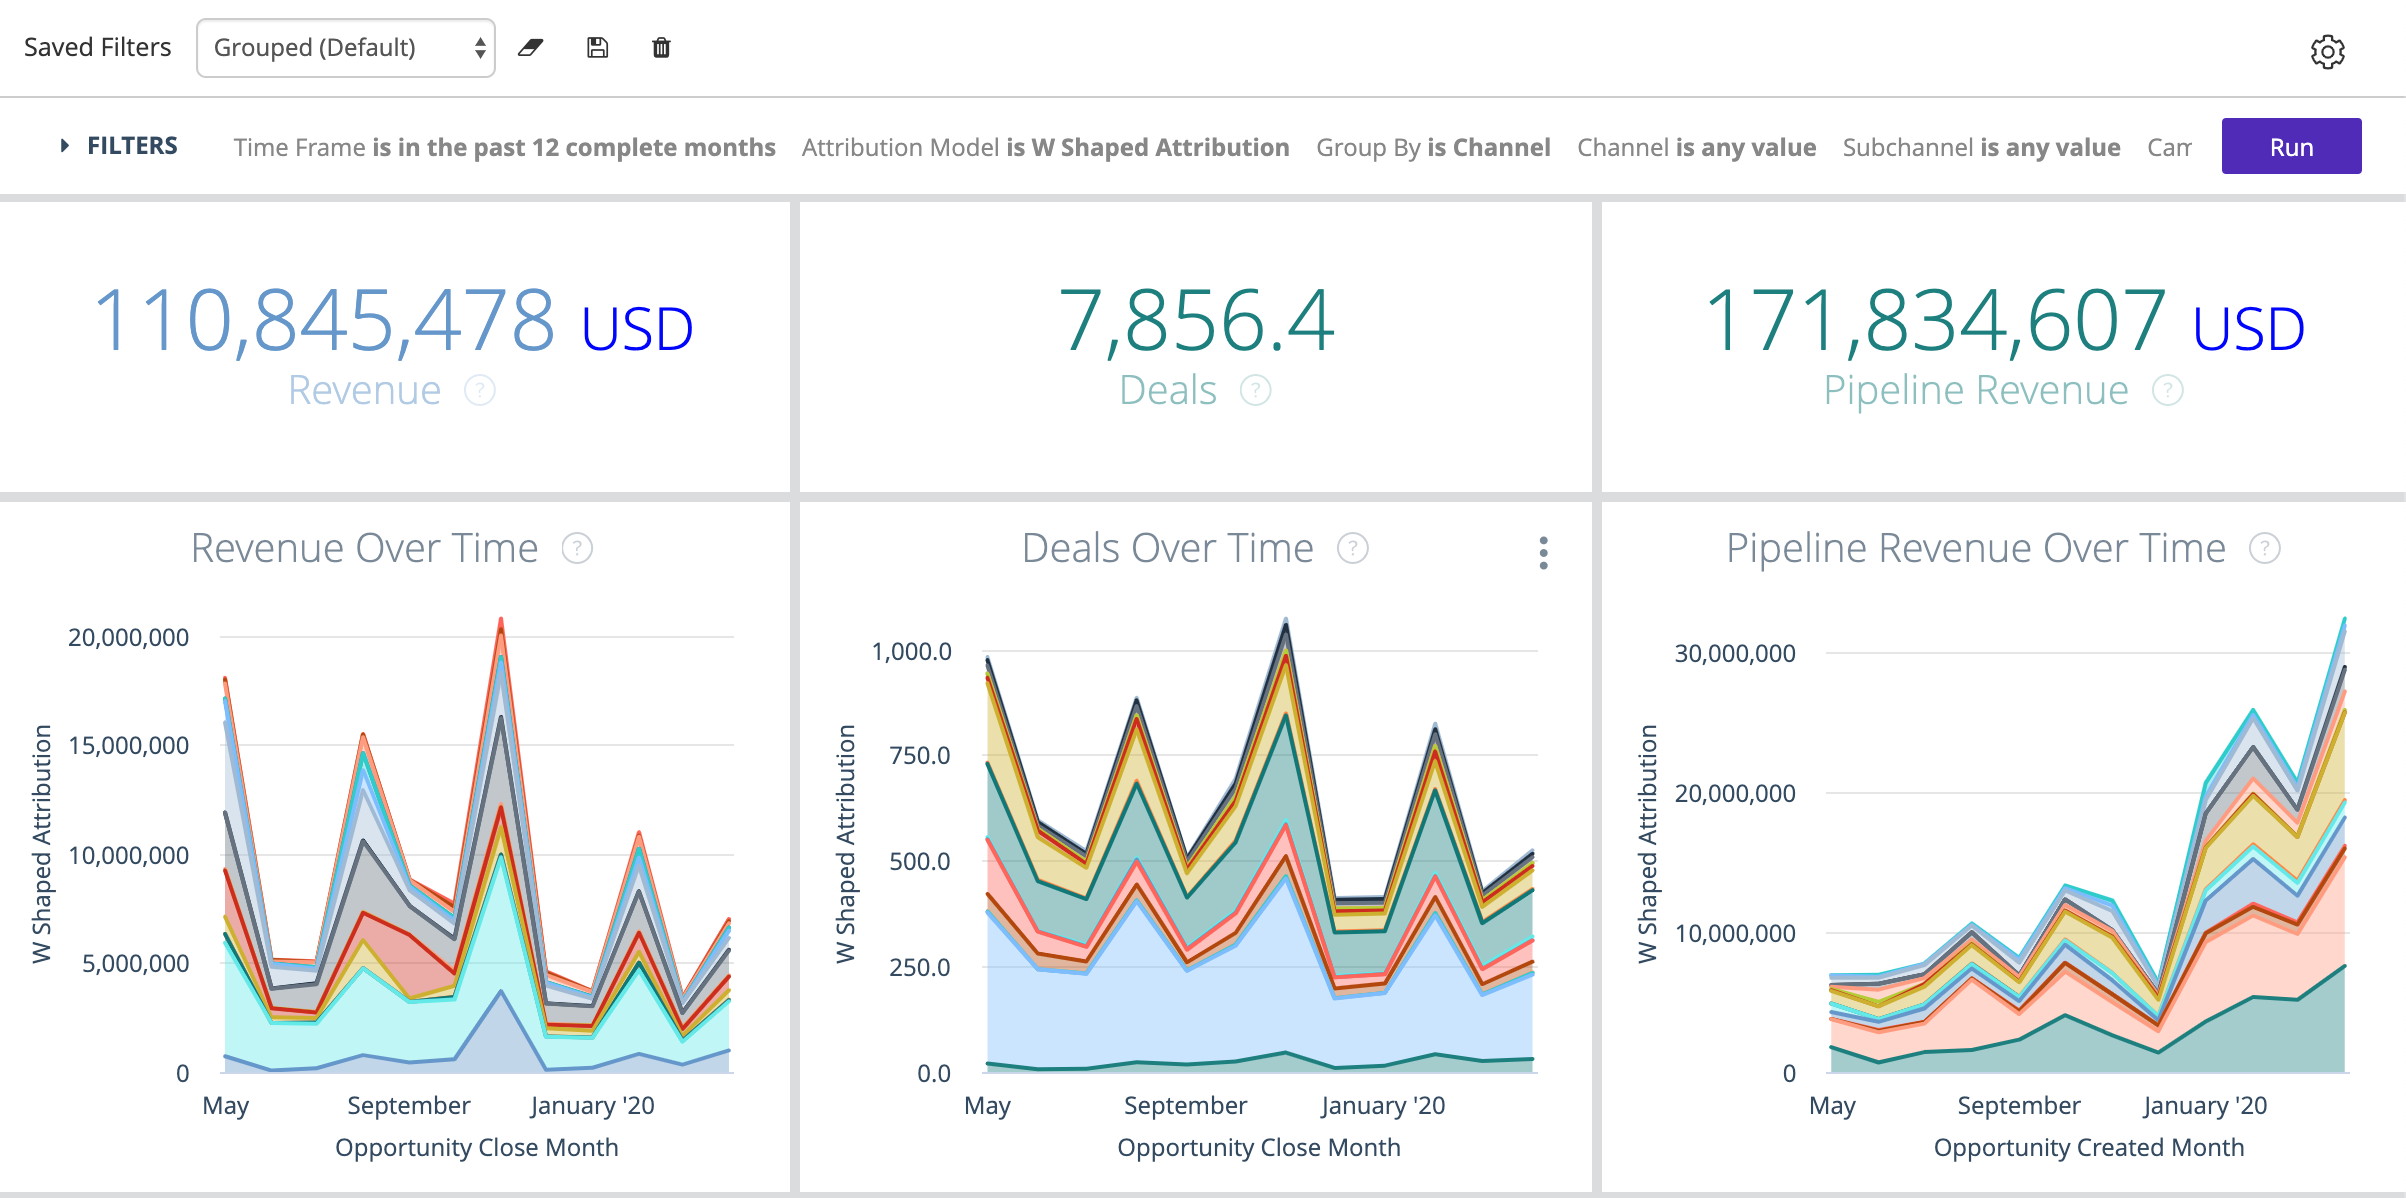 Saved Filters Grouped (Default)
FILTERS Time Frame is in the past 12 complete months Attribution Model is W Shaped Attribution Group By is Channel Channel is any value Subchannel is any value Cam Run
110,845,478 USD
Revenue ?
7,856.4
Deals ?
171,834,607 USD
Pipeline Revenue ?
Revenue Over Time ?
W Shaped Attribution
20,000,000
15,000,000
10,000,000
5,000,000
0
May September January '20
Opportunity Close Month
Deals Over Time ?
W Shaped Attribution
1,000.0
750.0
500.0
250.0
0.0
May September January '20
Opportunity Close Month
Pipeline Revenue Over Time ?
W Shaped Attribution
30,000,000
20,000,000
10,000,000
0
May September January '20
Opportunity Created Month